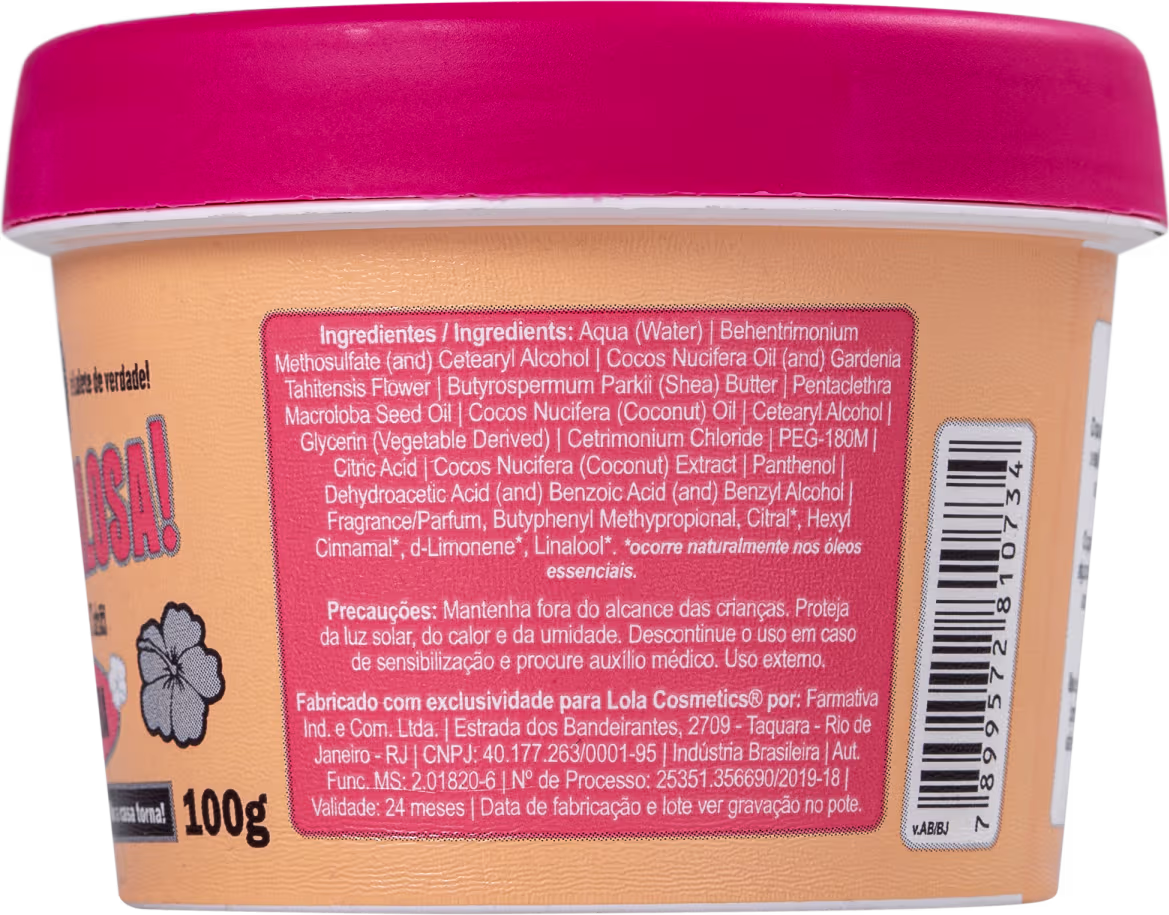 de verdade!
LOSA!
casa torna!
100g
Ingredientes / Ingredients: Aqua (Water) | Behentrimonium
Methosulfate (and) Cetearyl Alcohol | Cocos Nucifera Oil (and) Gardenia
Tahitensis Flower | Butyrospermum Parkii (Shea) Butter | Pentaclethra
Macroloba Seed Oil | Cocos Nucifera (Coconut) Oil | Cetearyl Alcohol |
Glycerin (Vegetable Derived) | Cetrimonium Chloride | PEG-180M |
Citric Acid | Cocos Nucifera (Coconut) Extract | Panthenol |
Dehydroacetic Acid (and) Benzoic Acid (and) Benzyl Alcohol |
Fragrance/Parfum, Butyphenyl Methypropional, Citral*, Hexyl
Cinnamal*, d-Limonene*, Linalool*. *ocorre naturalmente nos óleos
essenciais.
Precauções: Mantenha fora do alcance das crianças. Proteja
da luz solar, do calor e da umidade. Descontinue o uso em caso
de sensibilização e procure auxílio médico. Uso externo.
Fabricado com exclusividade para Lola Cosmetics® por: Farmativa
Ind. e Com. Ltda. | Estrada dos Bandeirantes, 2709 - Taquara - Rio de
Janeiro - RJ | CNPJ: 40.177.263/0001-95 | Indústria Brasileira | Aut.
Func. MS: 2.01820-6 | Nº de Processo: 25351.356690/2019-18 |
Validade: 24 meses | Data de fabricação e lote ver gravação no pote.
7899572810734
v.AB/BJ